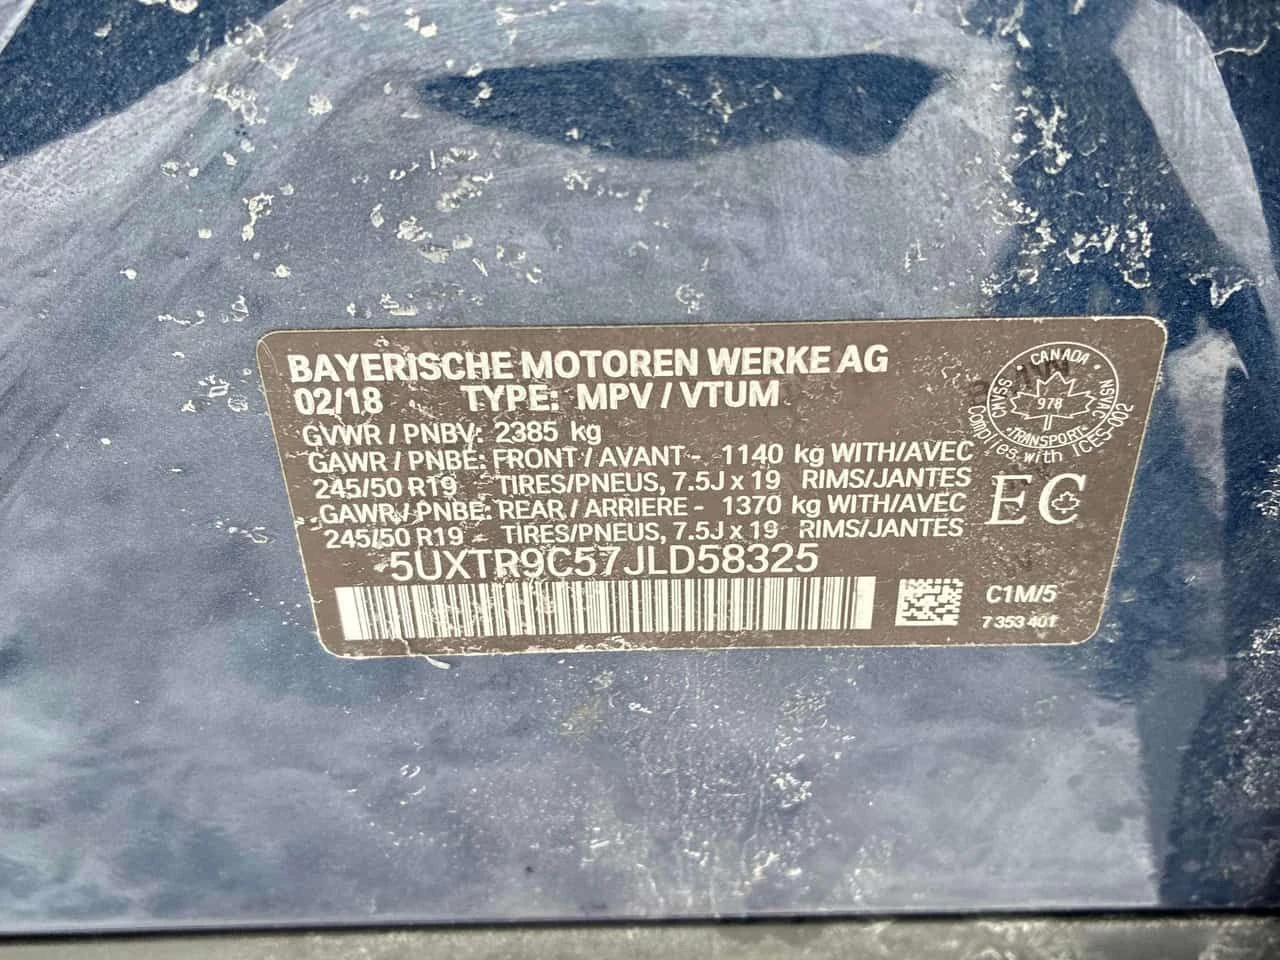 BAYERISCHE MOTOREN WERKE AG
02/18 TYPE: MPV / VTUM
GVWR / PNBV: 2385 kg
GAWR / PNBE: FRONT / AVANT - 1140 kg WITH/AVEC
245/50 R19 - TIRES/PNEUS, 7.5J x 19 RIMS/JANTES
GAWR / PNBE: REAR / ARRIERE - 1370 kg WITH/AVEC
245/50 R19 - TIRES/PNEUS, 7.5J x 19 RIMS/JANTES
5UXTR9C57JLD58325
CANADA
CMVSS
978
NSVAC
TRANSPORT
Complies with ICES-002
EC
C1M/5
7 353 401